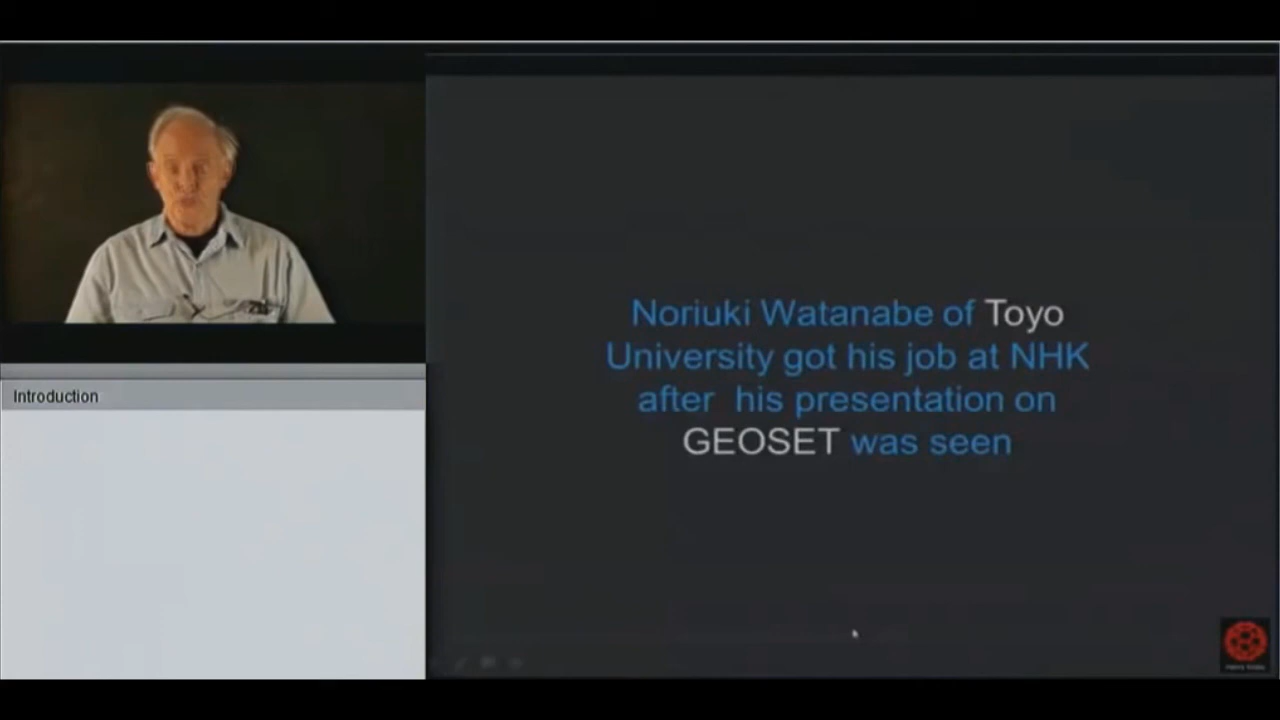 Introduction
Noriuki Watanabe of Toyo
University got his job at NHK
after his presentation on
GEOSET was seen